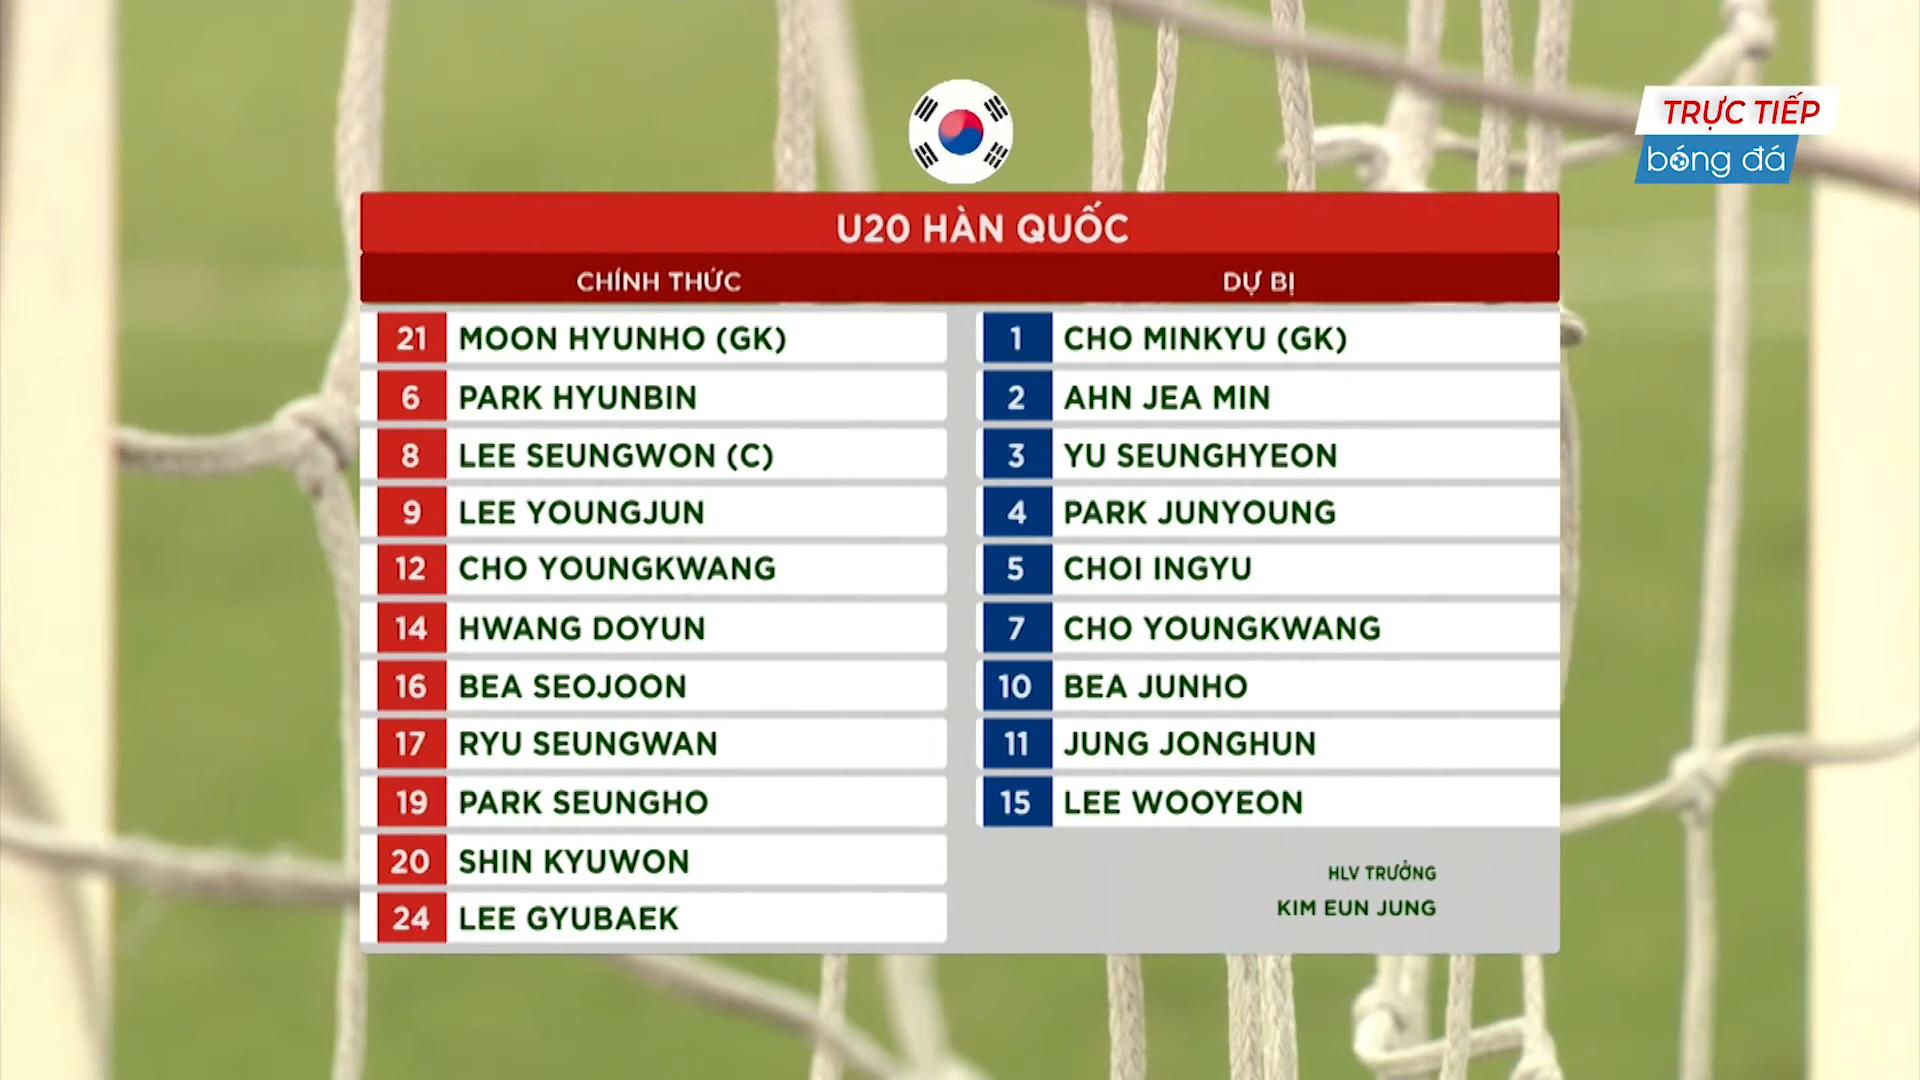 TRỰC TIẾP
bóng đá
U20 HÀN QUỐC
CHÍNH THỨC
21 MOON HYUNHO (GK)
6 PARK HYUNBIN
8 LEE SEUNGWON (C)
9 LEE YOUNGJUN
12 CHO YOUNGKWANG
14 HWANG DOYUN
16 BEA SEOJOON
17 RYU SEUNGWAN
19 PARK SEUNGHO
20 SHIN KYUWON
24 LEE GYUBAEK
DỰ BỊ
1 CHO MINKYU (GK)
2 AHN JEA MIN
3 YU SEUNGHYEON
4 PARK JUNYOUNG
5 CHOI INGYU
7 CHO YOUNGKWANG
10 BEA JUNHO
11 JUNG JONGHUN
15 LEE WOOYEON
HLV TRƯỞNG
KIM EUN JUNG